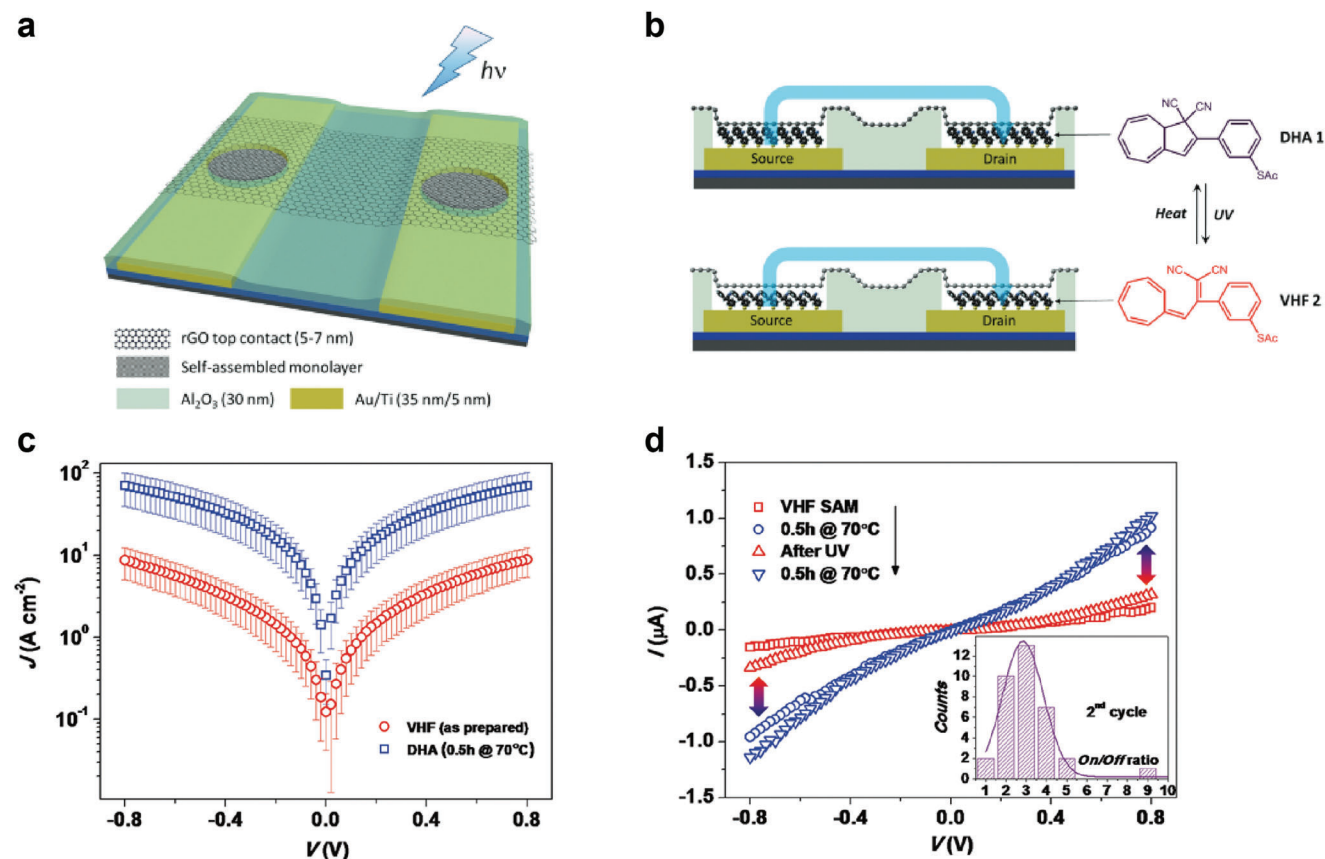 a
hν
rGO top contact (5-7 nm)
Self-assembled monolayer
Al₂O₃ (30 nm)
Au/Ti (35 nm/5 nm)
b
Source
Drain
NC
CN
SAc
DHA 1
Heat
UV
Source
Drain
NC
CN
SAc
VHF 2
c
10²
10¹
10⁰
10⁻¹
J (A cm⁻²)
VHF (as prepared)
DHA (0.5h @ 70°C)
-0.8
-0.4
0.0
0.4
0.8
V (V)
d
1.5
1.0
0.5
0.0
-0.5
-1.0
-1.5
I (μA)
VHF SAM
0.5h @ 70°C
After UV
0.5h @ 70°C
12
10
8
6
4
2
0
Counts
2ⁿᵈ cycle
On/Off ratio
1 2 3 4 5 6 7 8 9 10
-0.8
-0.4
0.0
0.4
0.8
V (V)